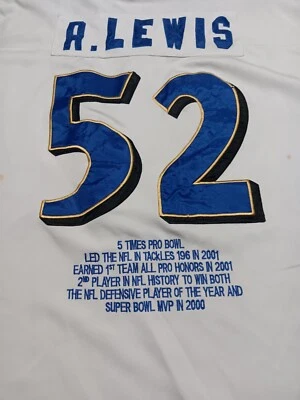 R.LEWIS
52
5 TIMES PRO BOWL
LED THE NFL IN TACKLES 196 IN 2001
EARNED 1ST TEAM ALL PRO HONORS IN 2001
2ND PLAYER IN NFL HISTORY TO WIN BOTH
THE NFL DEFENSIVE PLAYER OF THE YEAR AND
SUPER BOWL MVP IN 2000